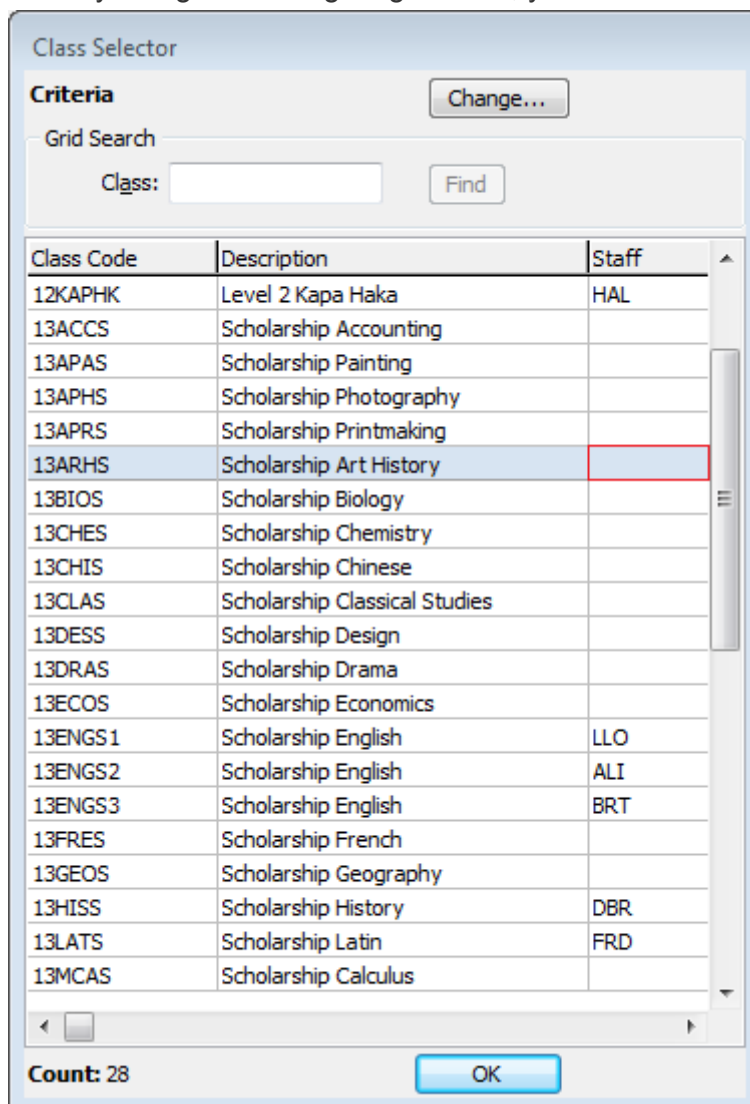 Class Selector
Criteria Change...
Grid Search
Class: Find
Class Code Description Staff
12KAPHK Level 2 Kapa Haka HAL
13ACCS Scholarship Accounting
13APAS Scholarship Painting
13APHS Scholarship Photography
13APRS Scholarship Printmaking
13ARHS Scholarship Art History
13BIOS Scholarship Biology
13CHES Scholarship Chemistry
13CHIS Scholarship Chinese
13CLAS Scholarship Classical Studies
13DESS Scholarship Design
13DRAS Scholarship Drama
13ECOS Scholarship Economics
13ENGS1 Scholarship English LLO
13ENGS2 Scholarship English ALI
13ENGS3 Scholarship English BRT
13FRES Scholarship French
13GEOS Scholarship Geography
13HISS Scholarship History DBR
13LATS Scholarship Latin FRD
13MCAS Scholarship Calculus
Count: 28 OK